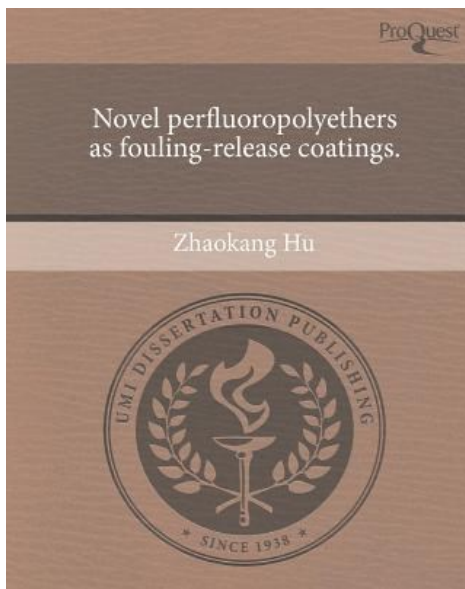 ProQuest
Novel perfluoropolyethers
as fouling-release coatings.
Zhaokang Hu
UMI DISSERTATION PUBLISHING
* SINCE 1938 *